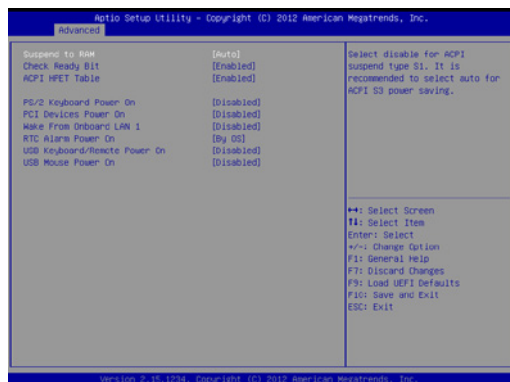 Aptio Setup Utility - Copyright (C) 2012 American Megatrends, Inc.
Advanced
Suspend to RAM [Auto]
Check Ready Bit [Enabled]
ACPI HPET Table [Enabled]
PS/2 Keyboard Power On [Disabled]
PCI Devices Power On [Disabled]
Wake From Onboard LAN 1 [Disabled]
RTC Alarm Power On [By OS]
USB Keyboard/Remote Power On [Disabled]
USB Mouse Power On [Disabled]
Select disable for ACPI
suspend type S1. It is
recommended to select auto for
ACPI S3 power saving.
↔: Select Screen
↑↓: Select Item
Enter: Select
+/-: Change Option
F1: General Help
F7: Discard Changes
F9: Load UEFI Defaults
F10: Save and Exit
ESC: Exit
Version 2.15.1234. Copyright (C) 2012 American Megatrends, Inc.